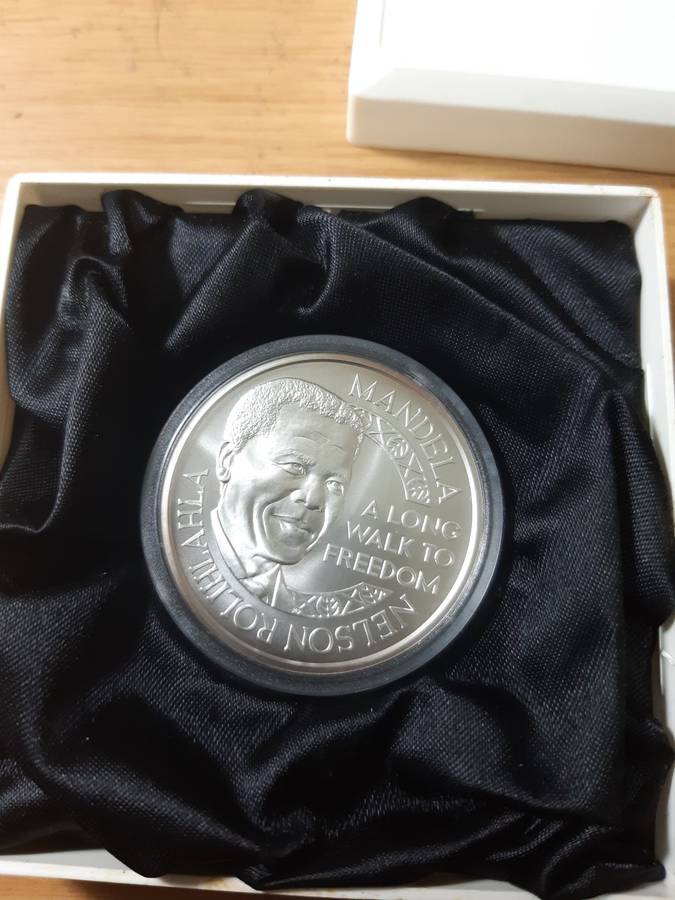 NELSON ROLIHLAHLA
MANDELA
A LONG
WALK TO
FREEDOM